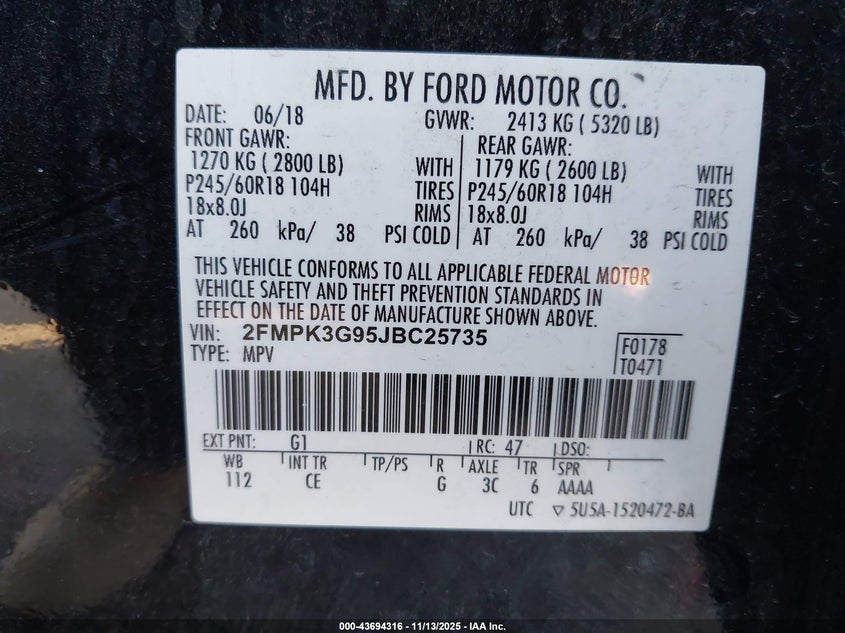 MFD. BY FORD MOTOR CO.
DATE: 06/18 GVWR: 2413 KG ( 5320 LB)
FRONT GAWR: REAR GAWR:
1270 KG ( 2800 LB) WITH 1179 KG ( 2600 LB) WITH
P245/60R18 104H TIRES P245/60R18 104H TIRES
18x8.0J RIMS 18x8.0J RIMS
AT 260 kPa/ 38 PSI COLD AT 260 kPa/ 38 PSI COLD
THIS VEHICLE CONFORMS TO ALL APPLICABLE FEDERAL MOTOR
VEHICLE SAFETY AND THEFT PREVENTION STANDARDS IN
EFFECT ON THE DATE OF MANUFACTURE SHOWN ABOVE.
VIN: 2FMPK3G95JBC25735
TYPE: MPV
F0178
T0471
EXT PNT: G1 RC: 47 DSO:
WB INT TR TP/PS R AXLE TR SPR
112 CE G 3C 6 AAAA
UTC ▽ 5U5A-1520472-BA
000-43694316 | 11/13/2025 - IAA Inc.